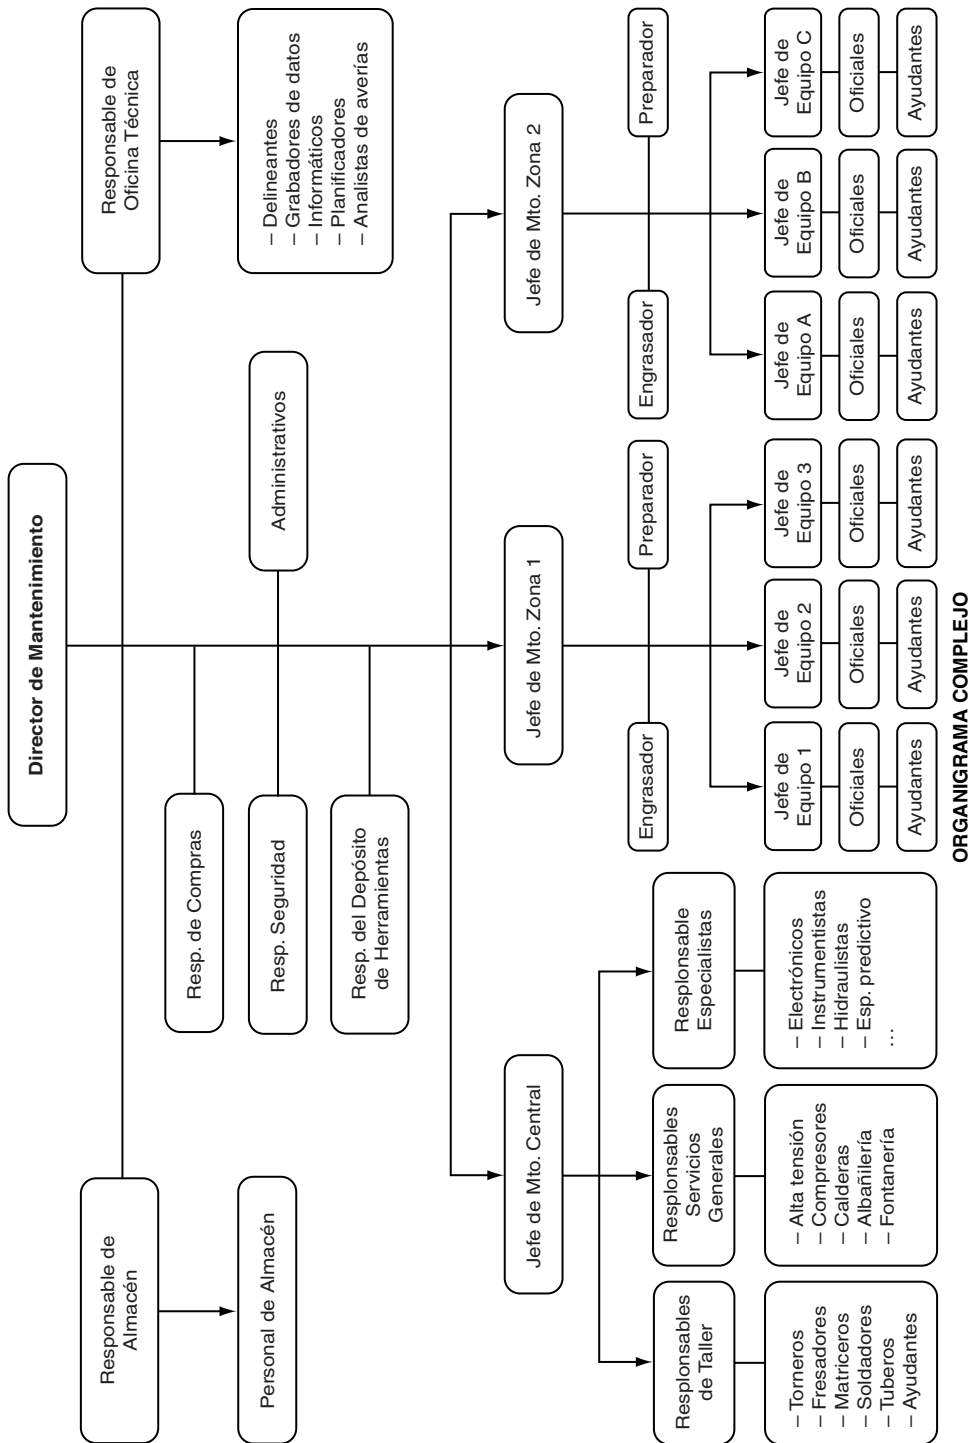 Director de Mantenimiento
Responsable de
Almacén
Responsable de
Oficina Técnica
Personal de Almacén
– Delineantes
– Grabadores de datos
– Informáticos
– Planificadores
– Analistas de averías
Resp. de Compras
Resp. Seguridad
Administrativos
Resp. del Depósito
de Herramientas
Jefe de Mto. Central
Jefe de Mto. Zona 1
Jefe de Mto. Zona 2
Resplonsables
de Taller
Resplonsables
Servicios
Generales
Resplonsable
Especialistas
Engrasador
Preparador
Engrasador
Preparador
– Torneros
– Fresadores
– Matriceros
– Soldadores
– Tuberos
– Ayudantes
– Alta tensión
– Compresores
– Calderas
– Albañilería
– Fontanería
– Electrónicos
– Instrumentistas
– Hidraulistas
– Esp. predictivo
...
Jefe de
Equipo 1
Jefe de
Equipo 2
Jefe de
Equipo 3
Jefe de
Equipo A
Jefe de
Equipo B
Jefe de
Equipo C
Oficiales
Oficiales
Oficiales
Oficiales
Oficiales
Oficiales
Ayudantes
Ayudantes
Ayudantes
Ayudantes
Ayudantes
Ayudantes
ORGANIGRAMA COMPLEJO